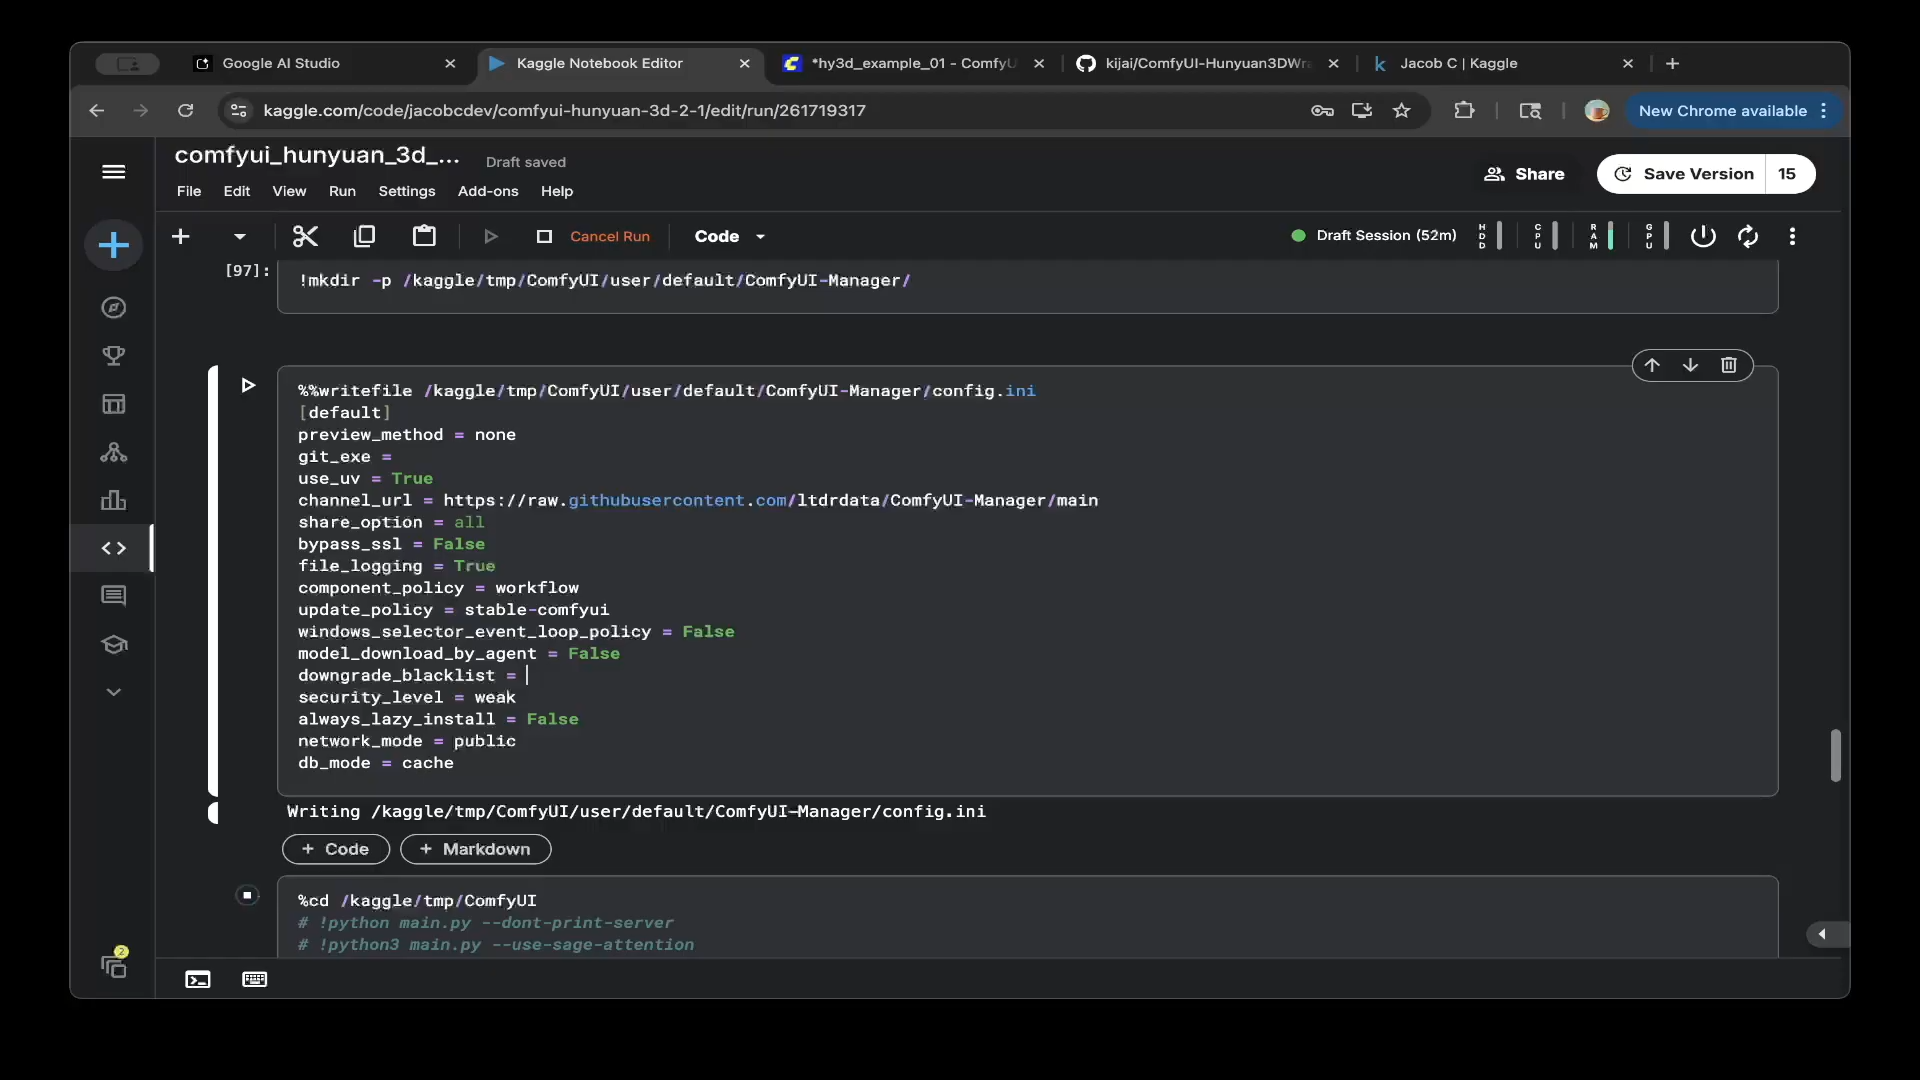 Google AI Studio
Kaggle Notebook Editor
*hy3d_example_01 - ComfyU
kijai/ComfyUI-Hunyuan3DWr
Jacob C | Kaggle
kaggle.com/code/jacobcdev/comfyui-hunyuan-3d-2-1/edit/run/261719317
New Chrome available
comfyui_hunyuan_3d_...
Draft saved
Share
Save Version
15
File
Edit
View
Run
Settings
Add-ons
Help
Cancel Run
Code
Draft Session (52m)
HDD
CPU
RAM
GPU
[97]:
!mkdir -p /kaggle/tmp/ComfyUI/user/default/ComfyUI-Manager/
%%writefile /kaggle/tmp/ComfyUI/user/default/ComfyUI-Manager/config.ini
[default]
preview_method = none
git_exe =
use_uv = True
channel_url = https://raw.githubusercontent.com/ltdrdata/ComfyUI-Manager/main
share_option = all
bypass_ssl = False
file_logging = True
component_policy = workflow
update_policy = stable-comfyui
windows_selector_event_loop_policy = False
model_download_by_agent = False
downgrade_blacklist =
security_level = weak
always_lazy_install = False
network_mode = public
db_mode = cache
Writing /kaggle/tmp/ComfyUI/user/default/ComfyUI-Manager/config.ini
+ Code
+ Markdown
%cd /kaggle/tmp/ComfyUI
# !python main.py --dont-print-server
# !python3 main.py --use-sage-attention
2